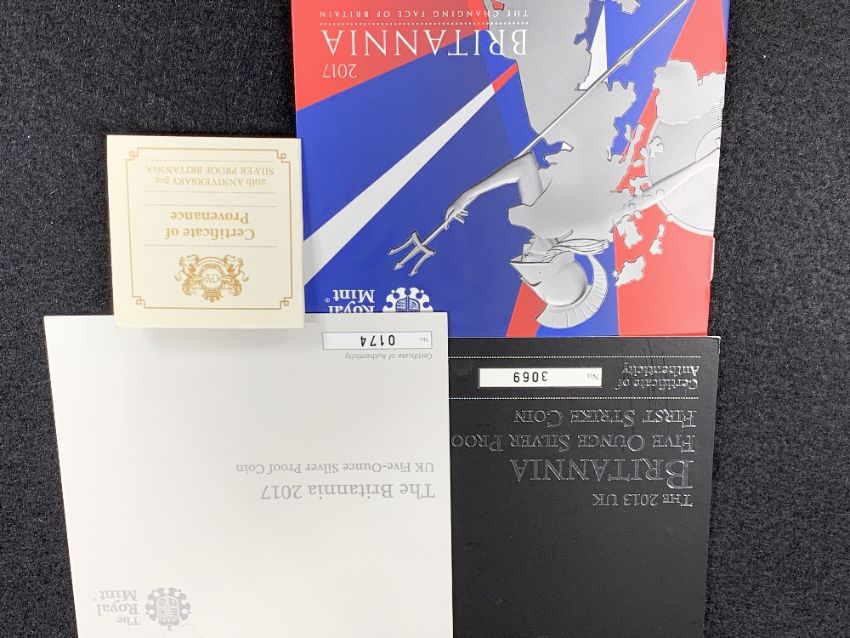 The
Royal
Mint®
The Britannia 2017
UK Five-Ounce Silver Proof Coin
Certificate of Authenticity
No. 0174
THE 2013 UK
BRITANNIA
FIVE OUNCE SILVER PROO
FIRST STRIKE COIN
Certificate of
Authenticity
No. 3069
Royal
Mint®
2017
BRITANNIA
THE CHANGING FACE OF BRITAIN
Certificate of
Provenance
20th ANNIVERSARY 5oz
SILVER PROOF BRITANNIA